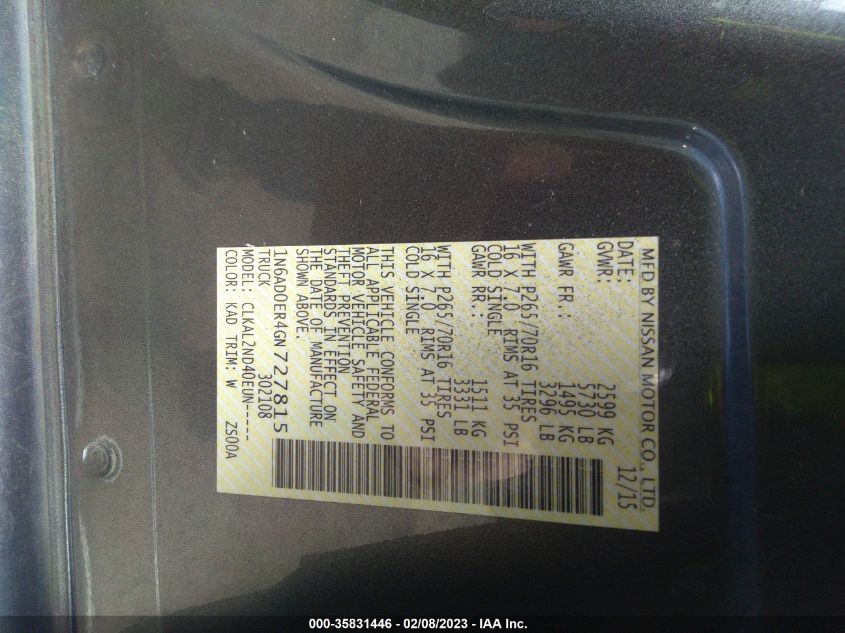 MFD BY NISSAN MOTOR CO., LTD.
DATE: 12/15
GVWR: 2599 KG
5730 LB
GAWR FR.: 1495 KG
3296 LB
WITH P265/70R16 TIRES
16 X 7.0 RIMS AT 35 PSI
COLD SINGLE
GAWR RR.: 1511 KG
3331 LB
WITH P265/70R16 TIRES
16 X 7.0 RIMS AT 35 PSI
COLD SINGLE
THIS VEHICLE CONFORMS TO
ALL APPLICABLE FEDERAL
MOTOR VEHICLE SAFETY AND
THEFT PREVENTION
STANDARDS IN EFFECT ON
THE DATE OF MANUFACTURE
SHOWN ABOVE.
1N6AD0ER4GN727815
TRUCK 302108
MODEL: CLKAL2ND40EUN-----
COLOR: KAD TRIM: W ZS00A
000-35831446 - 02/08/2023 - IAA Inc.